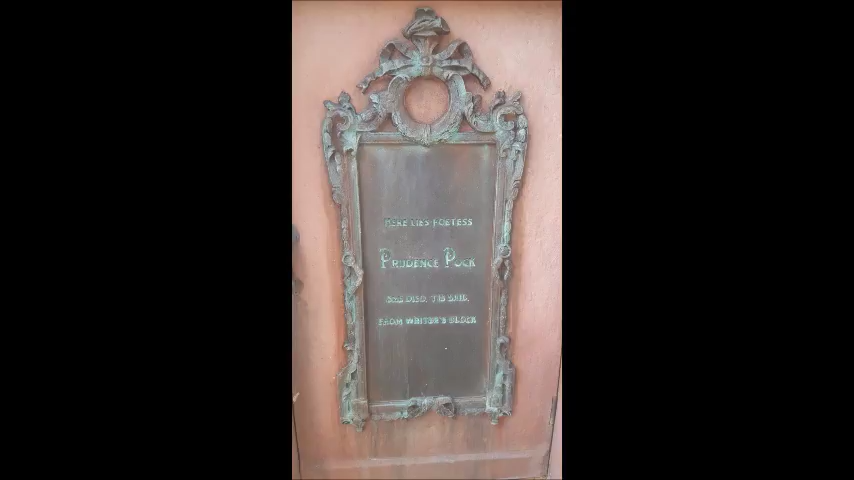 HERE LIES POETESS
PRUDENCE POCK
SHE DIED, 'TIS SAID,
FROM WRITER'S BLOCK